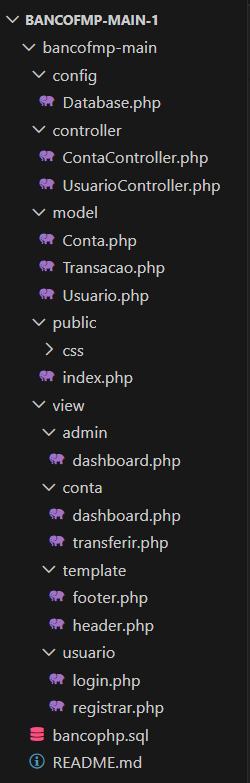 BANCOFMP-MAIN-1
bancofmp-main
config
Database.php
controller
ContaController.php
UsuarioController.php
model
Conta.php
Transacao.php
Usuario.php
public
css
index.php
view
admin
dashboard.php
conta
dashboard.php
transferir.php
template
footer.php
header.php
usuario
login.php
registrar.php
bancophp.sql
README.md